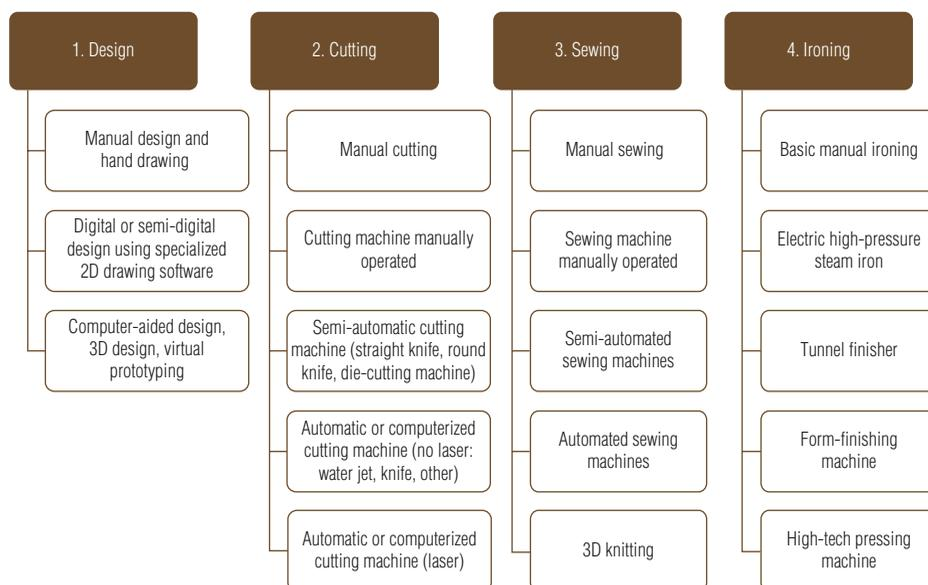 1. Design
Manual design and
hand drawing
Digital or semi-digital
design using specialized
2D drawing software
Computer-aided design,
3D design, virtual
prototyping
2. Cutting
Manual cutting
Cutting machine manually
operated
Semi-automatic cutting
machine (straight knife, round
knife, die-cutting machine)
Automatic or computerized
cutting machine (no laser:
water jet, knife, other)
Automatic or computerized
cutting machine (laser)
3. Sewing
Manual sewing
Sewing machine
manually operated
Semi-automated
sewing machines
Automated sewing
machines
3D knitting
4. Ironing
Basic manual ironing
Electric high-pressure
steam iron
Tunnel finisher
Form-finishing
machine
High-tech pressing
machine